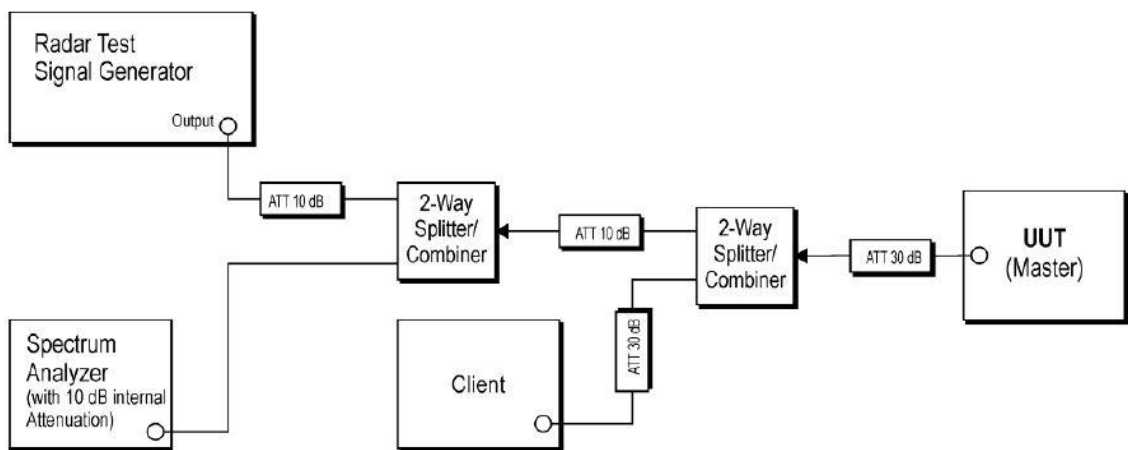 Radar Test
Signal Generator
Output
ATT 10 dB
2-Way
Splitter/
Combiner
ATT 10 dB
2-Way
Splitter/
Combiner
ATT 30 dB
UUT
(Master)
Spectrum
Analyzer
(with 10 dB internal
Attenuation)
Client
ATT 30 dB